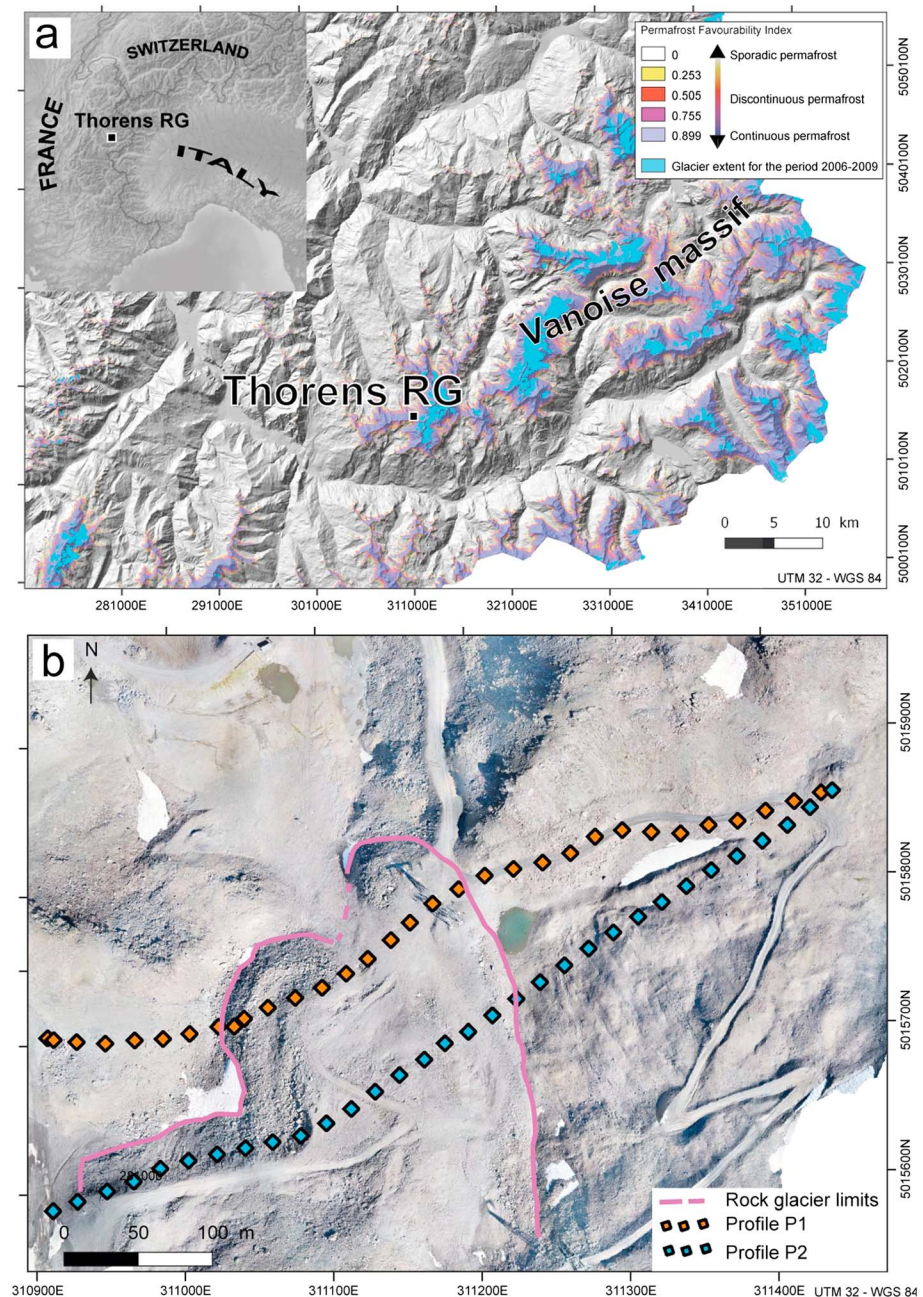 a
SWITZERLAND
FRANCE
Thorens RG
ITALY
Permafrost Favourability Index
0
0.253
0.505
0.755
0.899
Sporadic permafrost
Discontinuous permafrost
Continuous permafrost
Glacier extent for the period 2006-2009
Vanoise massif
Thorens RG
0 5 10 km
UTM 32 - WGS 84
5050100N
5040100N
5030100N
5020100N
5010100N
5000100N
281000E 291000E 301000E 311000E 321000E 331000E 341000E 351000E
b
N
5015900N
5015800N
5015700N
5015600N
281000E
0 50 100 m
Rock glacier limits
Profile P1
Profile P2
310900E 311000E 311100E 311200E 311300E 311400E UTM 32 - WGS 84